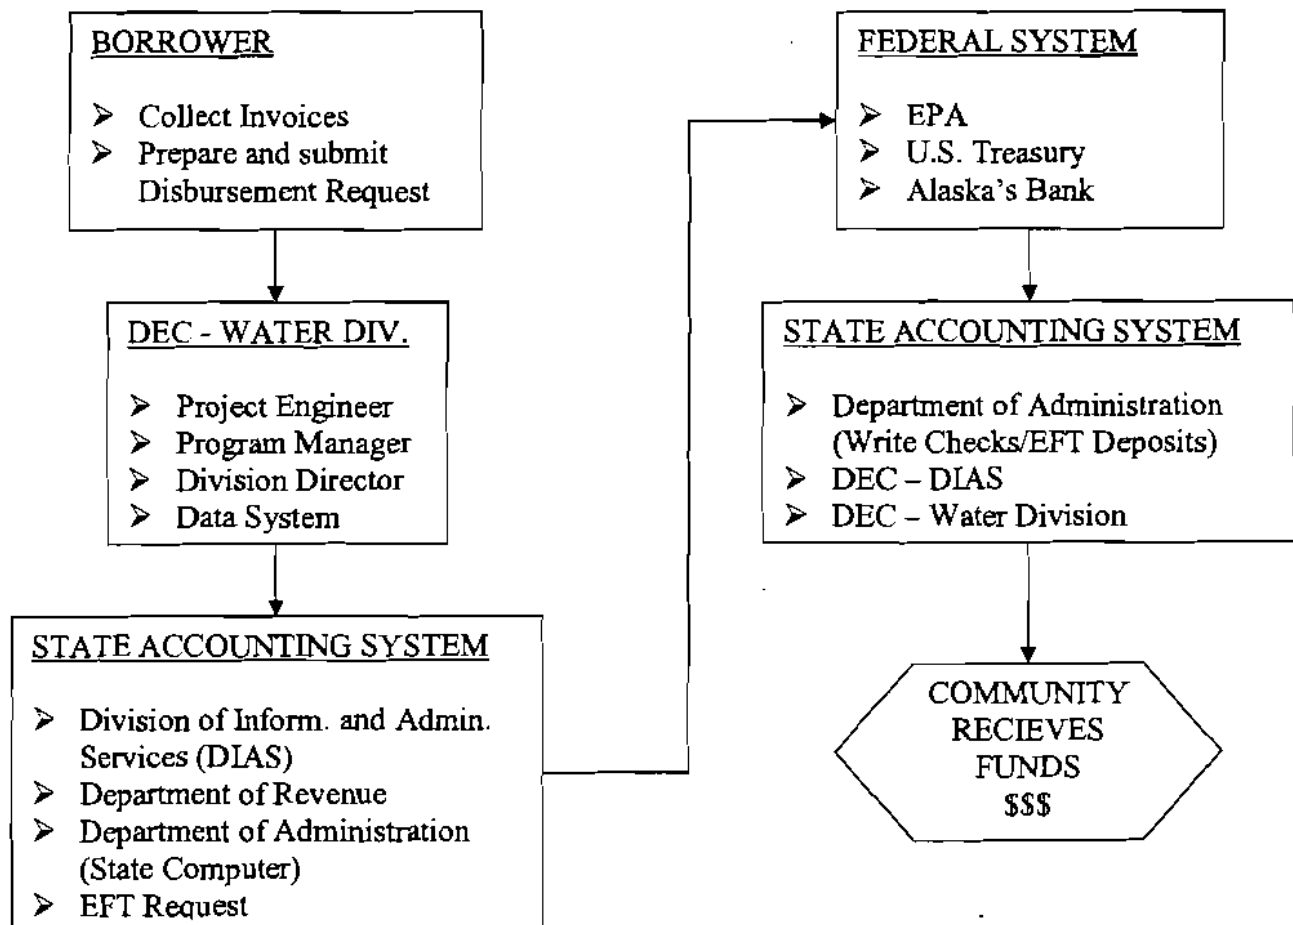 BORROWER
➢ Collect Invoices
➢ Prepare and submit
Disbursement Request
DEC - WATER DIV.
➢ Project Engineer
➢ Program Manager
➢ Division Director
➢ Data System
STATE ACCOUNTING SYSTEM
➢ Division of Inform. and Admin.
Services (DIAS)
➢ Department of Revenue
➢ Department of Administration
(State Computer)
➢ EFT Request
FEDERAL SYSTEM
➢ EPA
➢ U.S. Treasury
➢ Alaska's Bank
STATE ACCOUNTING SYSTEM
➢ Department of Administration
(Write Checks/EFT Deposits)
➢ DEC – DIAS
➢ DEC – Water Division
COMMUNITY
RECIEVES
FUNDS
$$$